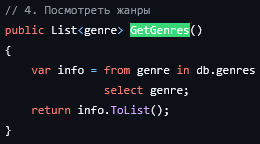 // 4. Посмотреть жанры
public List<genre> GetGenres()
{
    var info = from genre in db.genres
               select genre;
    return info.ToList();
}